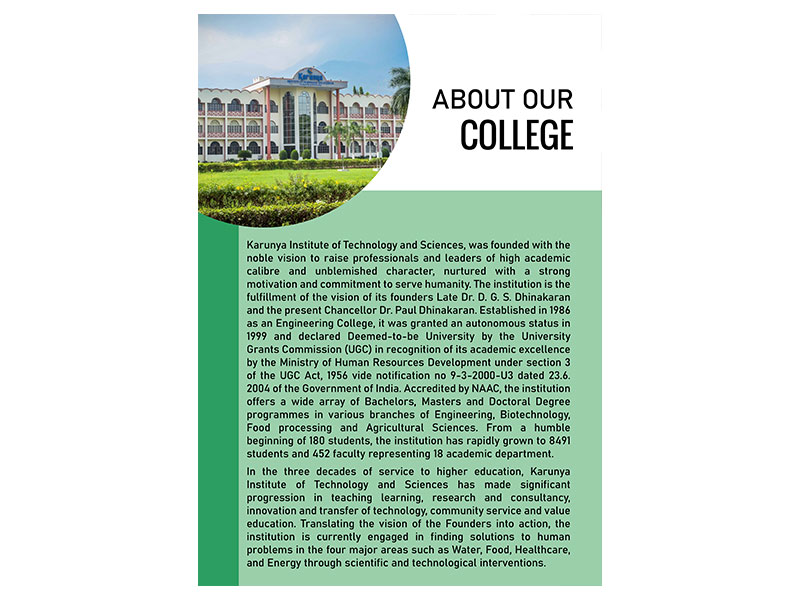 Karunya
ABOUT OUR
COLLEGE
Karunya Institute of Technology and Sciences, was founded with the
noble vision to raise professionals and leaders of high academic
calibre and unblemished character, nurtured with a strong
motivation and commitment to serve humanity. The institution is the
fulfillment of the vision of its founders Late Dr. D. G. S. Dhinakaran
and the present Chancellor Dr. Paul Dhinakaran. Established in 1986
as an Engineering College, it was granted an autonomous status in
1999 and declared Deemed-to-be University by the University
Grants Commission (UGC) in recognition of its academic excellence
by the Ministry of Human Resources Development under section 3
of the UGC Act, 1956 vide notification no 9-3-2000-U3 dated 23.6.
2004 of the Government of India. Accredited by NAAC, the institution
offers a wide array of Bachelors, Masters and Doctoral Degree
programmes in various branches of Engineering, Biotechnology,
Food processing and Agricultural Sciences. From a humble
beginning of 180 students, the institution has rapidly grown to 8491
students and 452 faculty representing 18 academic department.
In the three decades of service to higher education, Karunya
Institute of Technology and Sciences has made significant
progression in teaching learning, research and consultancy,
innovation and transfer of technology, community service and value
education. Translating the vision of the Founders into action, the
institution is currently engaged in finding solutions to human
problems in the four major areas such as Water, Food, Healthcare,
and Energy through scientific and technological interventions.